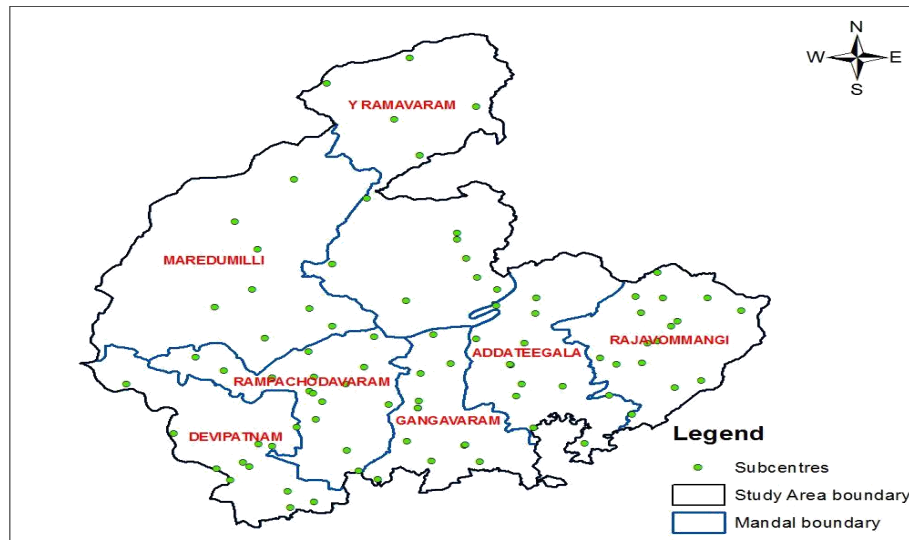 N
W E
S
Y RAMAVARAM
MAREDUMILLI
RAJAVOMMANGI
ADDATEEGALA
RAMPACHODAVARAM
GANGAVARAM
DEVIPATNAM
Legend
Subcentres
Study Area boundary
Mandal boundary